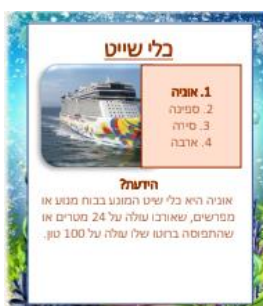 כלי שייט
1. אוניה
2. ספינה
3. סירה
4. ארבה
הידעת?
אוניה היא כלי שיט המונע בכוח מנוע או
מפרשים, שאורכו עולה על 24 מטרים או
שהתפוסה ברוטו שלו עולה על 100 טון.